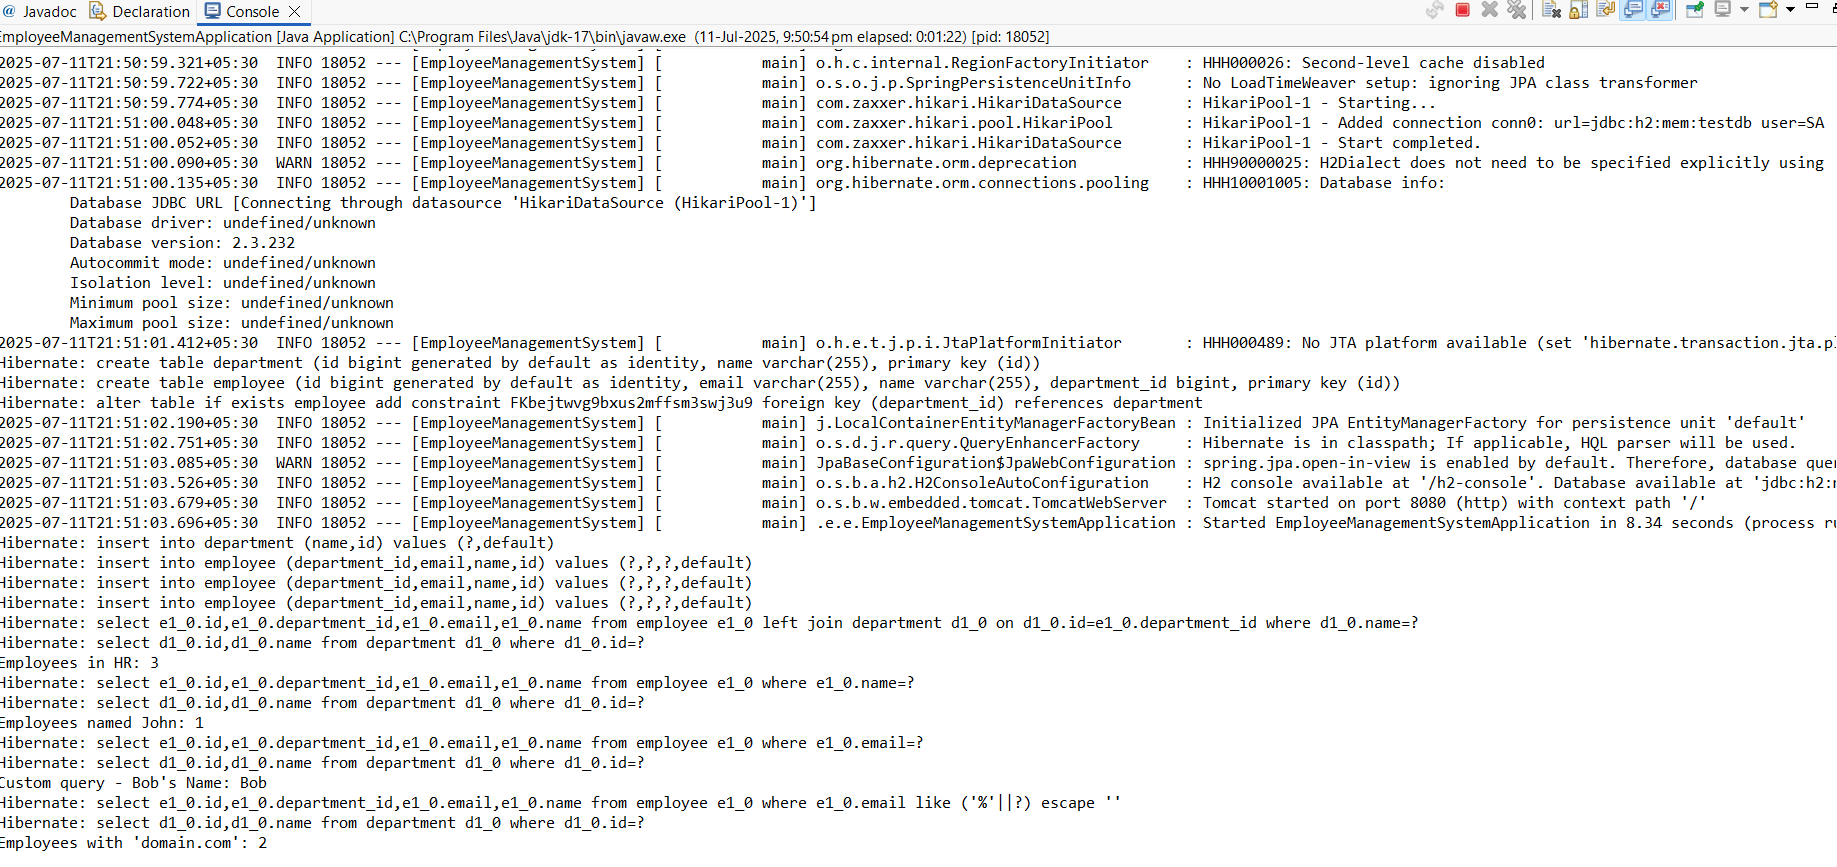 @ Javadoc Declaration Console
EmployeeManagementSystemApplication [Java Application] C:\Program Files\Java\jdk-17\bin\javaw.exe (11-Jul-2025, 9:50:54 pm elapsed: 0:01:22) [pid: 18052]
2025-07-11T21:50:59.321+05:30  INFO 18052 --- [EmployeeManagementSystem] [           main] o.h.c.internal.RegionFactoryInitiator    : HHH000026: Second-level cache disabled
2025-07-11T21:50:59.722+05:30  INFO 18052 --- [EmployeeManagementSystem] [           main] o.s.o.j.p.SpringPersistenceUnitInfo      : No LoadTimeWeaver setup: ignoring JPA class transformer
2025-07-11T21:50:59.774+05:30  INFO 18052 --- [EmployeeManagementSystem] [           main] com.zaxxer.hikari.HikariDataSource       : HikariPool-1 - Starting...
2025-07-11T21:51:00.048+05:30  INFO 18052 --- [EmployeeManagementSystem] [           main] com.zaxxer.hikari.pool.HikariPool        : HikariPool-1 - Added connection conn0: url=jdbc:h2:mem:testdb user=SA
2025-07-11T21:51:00.052+05:30  INFO 18052 --- [EmployeeManagementSystem] [           main] com.zaxxer.hikari.HikariDataSource       : HikariPool-1 - Start completed.
2025-07-11T21:51:00.090+05:30  WARN 18052 --- [EmployeeManagementSystem] [           main] org.hibernate.orm.deprecation            : HHH90000025: H2Dialect does not need to be specified explicitly using
2025-07-11T21:51:00.135+05:30  INFO 18052 --- [EmployeeManagementSystem] [           main] org.hibernate.orm.connections.pooling    : HHH10001005: Database info:
Database JDBC URL [Connecting through datasource 'HikariDataSource (HikariPool-1)']
Database driver: undefined/unknown
Database version: 2.3.232
Autocommit mode: undefined/unknown
Isolation level: undefined/unknown
Minimum pool size: undefined/unknown
Maximum pool size: undefined/unknown
2025-07-11T21:51:01.412+05:30  INFO 18052 --- [EmployeeManagementSystem] [           main] o.h.e.t.j.p.i.JtaPlatformInitiator       : HHH000489: No JTA platform available (set 'hibernate.transaction.jta.pl
Hibernate: create table department (id bigint generated by default as identity, name varchar(255), primary key (id))
Hibernate: create table employee (id bigint generated by default as identity, email varchar(255), name varchar(255), department_id bigint, primary key (id))
Hibernate: alter table if exists employee add constraint FKbejtwvg9bxus2mffsm3swj3u9 foreign key (department_id) references department
2025-07-11T21:51:02.190+05:30  INFO 18052 --- [EmployeeManagementSystem] [           main] j.LocalContainerEntityManagerFactoryBean : Initialized JPA EntityManagerFactory for persistence unit 'default'
2025-07-11T21:51:02.751+05:30  INFO 18052 --- [EmployeeManagementSystem] [           main] o.s.d.j.r.query.QueryEnhancerFactory     : Hibernate is in classpath; If applicable, HQL parser will be used.
2025-07-11T21:51:03.085+05:30  WARN 18052 --- [EmployeeManagementSystem] [           main] JpaBaseConfiguration$JpaWebConfiguration : spring.jpa.open-in-view is enabled by default. Therefore, database quer
2025-07-11T21:51:03.526+05:30  INFO 18052 --- [EmployeeManagementSystem] [           main] o.s.b.a.h2.H2ConsoleAutoConfiguration    : H2 console available at '/h2-console'. Database available at 'jdbc:h2:m
2025-07-11T21:51:03.679+05:30  INFO 18052 --- [EmployeeManagementSystem] [           main] o.s.b.w.embedded.tomcat.TomcatWebServer  : Tomcat started on port 8080 (http) with context path '/'
2025-07-11T21:51:03.696+05:30  INFO 18052 --- [EmployeeManagementSystem] [           main] .e.e.EmployeeManagementSystemApplication : Started EmployeeManagementSystemApplication in 8.34 seconds (process ru
Hibernate: insert into department (name,id) values (?,default)
Hibernate: insert into employee (department_id,email,name,id) values (?,?,?,default)
Hibernate: insert into employee (department_id,email,name,id) values (?,?,?,default)
Hibernate: insert into employee (department_id,email,name,id) values (?,?,?,default)
Hibernate: select e1_0.id,e1_0.department_id,e1_0.email,e1_0.name from employee e1_0 left join department d1_0 on d1_0.id=e1_0.department_id where d1_0.name=?
Hibernate: select d1_0.id,d1_0.name from department d1_0 where d1_0.id=?
Employees in HR: 3
Hibernate: select e1_0.id,e1_0.department_id,e1_0.email,e1_0.name from employee e1_0 where e1_0.name=?
Hibernate: select d1_0.id,d1_0.name from department d1_0 where d1_0.id=?
Employees named John: 1
Hibernate: select e1_0.id,e1_0.department_id,e1_0.email,e1_0.name from employee e1_0 where e1_0.email=?
Hibernate: select d1_0.id,d1_0.name from department d1_0 where d1_0.id=?
Custom query - Bob's Name: Bob
Hibernate: select e1_0.id,e1_0.department_id,e1_0.email,e1_0.name from employee e1_0 where e1_0.email like ('%'||?) escape ''
Hibernate: select d1_0.id,d1_0.name from department d1_0 where d1_0.id=?
Employees with 'domain.com': 2